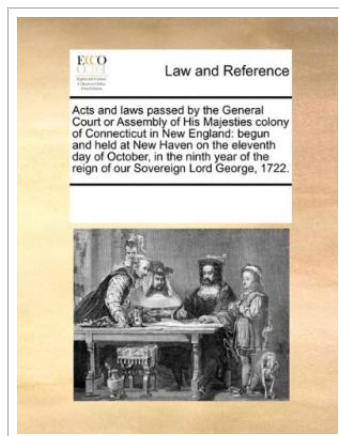 ECCO
Law and Reference
Acts and laws passed by the General
Court or Assembly of His Majesties colony
of Connecticut in New England: begun
and held at New Haven on the eleventh
day of October, in the ninth year of the
reign of our Sovereign Lord George, 1722.